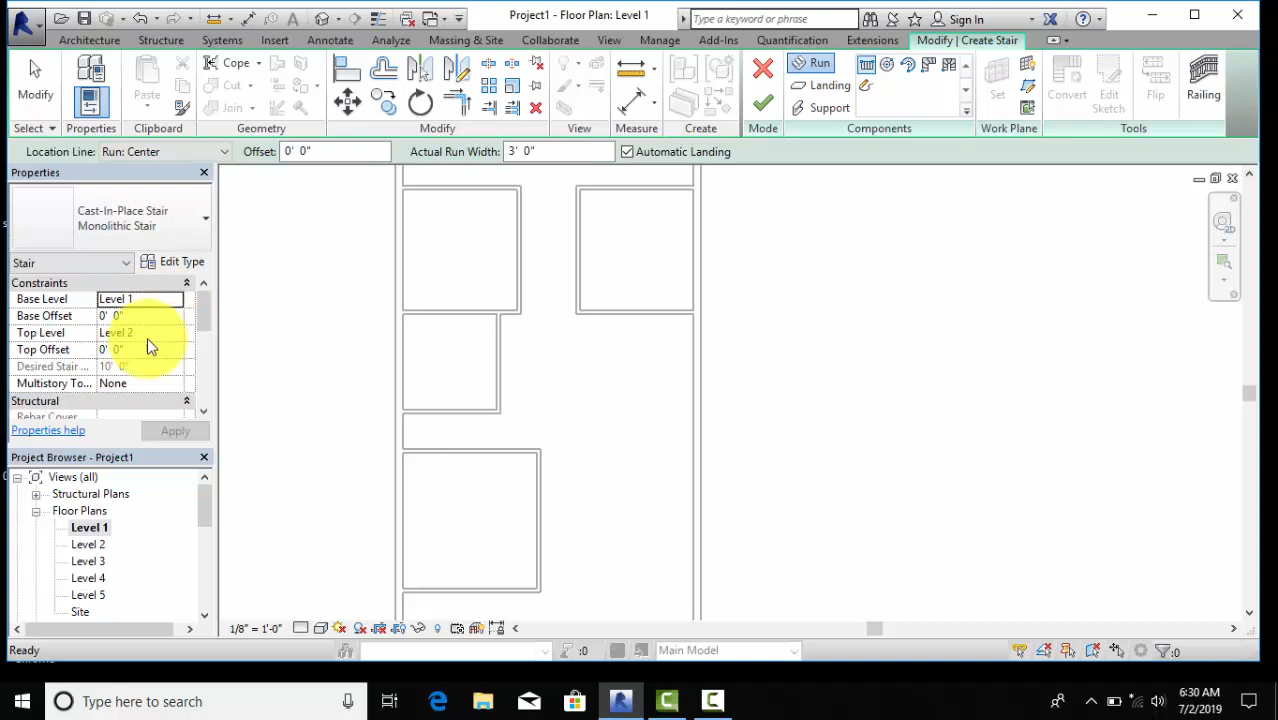 Project1 - Floor Plan: Level 1
Type a keyword or phrase
Sign In
Architecture Structure Systems Insert Annotate Analyze Massing & Site Collaborate View Manage Add-Ins Quantification Extensions Modify | Create Stair
Modify
Select
Properties
Paste
Clipboard
Cope
Cut
Join
Geometry
Modify
View
Measure
Create
Mode
Run
Landing
Support
Components
Set
Work Plane
Convert
Edit
Sketch
Flip
Railing
Tools
Location Line: Run: Center Offset: 0' 0" Actual Run Width: 3' 0" Automatic Landing
Properties
Cast-In-Place Stair
Monolithic Stair
Stair Edit Type
Constraints
Base Level Level 1
Base Offset 0' 0"
Top Level Level 2
Top Offset 0' 0"
Desired Stair ... 10' 0"
Multistory To... None
Structural
Rebar Cover
Properties help Apply
Project Browser - Project1
Views (all)
Structural Plans
Floor Plans
Level 1
Level 2
Level 3
Level 4
Level 5
Site
1/8" = 1'-0"
Ready
:0
Main Model
:0
Type here to search
6:30 AM
7/2/2019